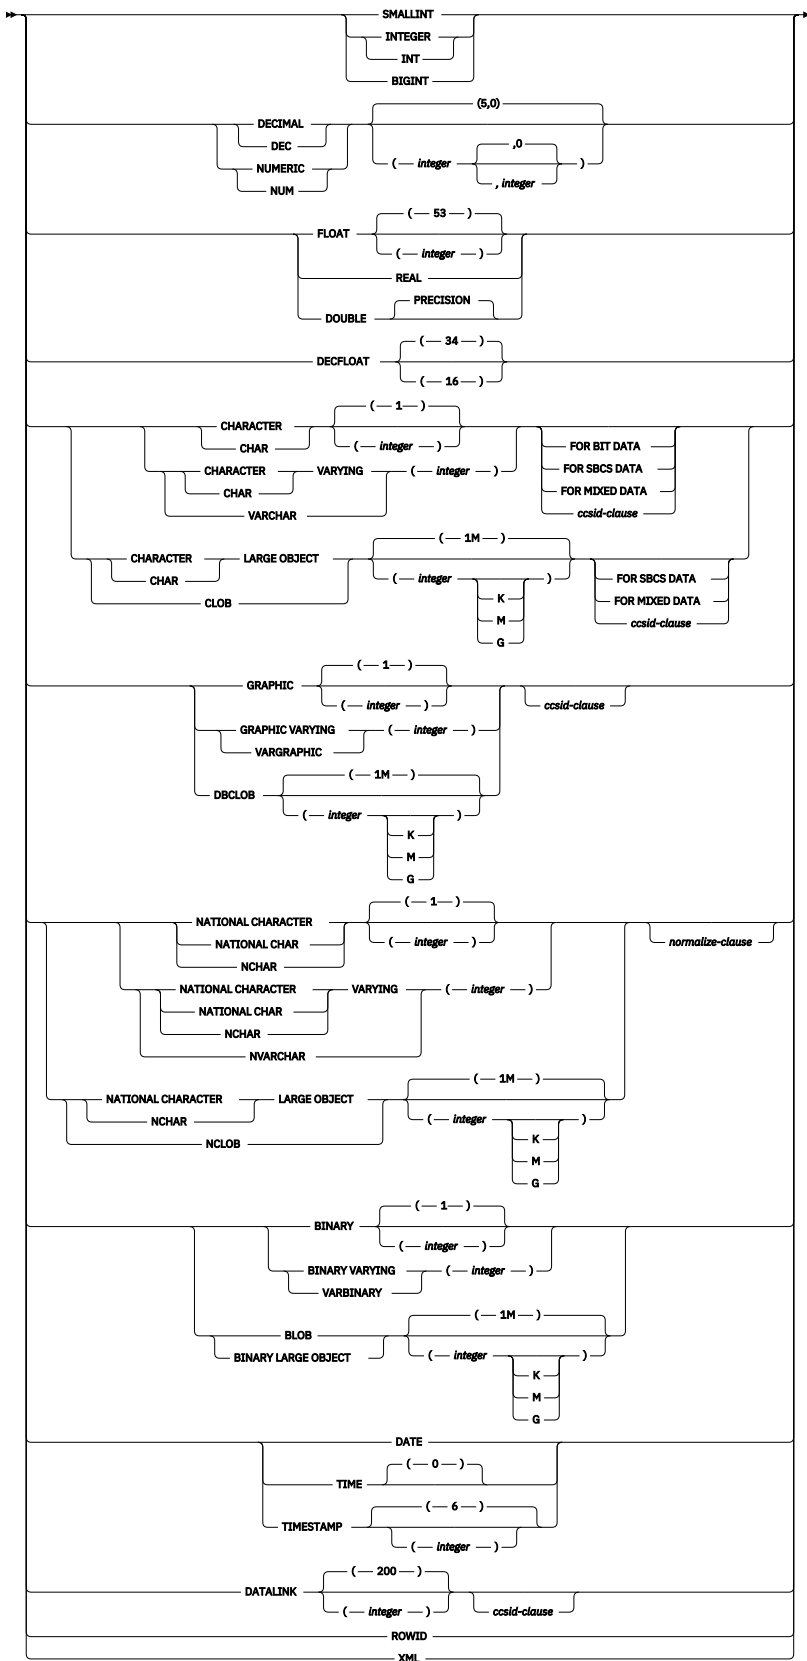 SMALLINT
INTEGER
INT
BIGINT
(5,0)
DECIMAL
DEC
NUMERIC
NUM
,0
( integer , integer )
( 53 )
FLOAT
( integer )
REAL
PRECISION
DOUBLE
( 34 )
DECFLOAT
( 16 )
( 1 )
CHARACTER
CHAR
( integer )
FOR BIT DATA
CHARACTER VARYING ( integer )
FOR SBCS DATA
CHAR
FOR MIXED DATA
VARCHAR
ccsid-clause
( 1M )
CHARACTER LARGE OBJECT
CHAR
( integer )
FOR SBCS DATA
CLOB
K
FOR MIXED DATA
M
ccsid-clause
G
( 1 )
GRAPHIC
( integer )
ccsid-clause
GRAPHIC VARYING ( integer )
VARGRAPHIC
( 1M )
DBCLOB
( integer )
K
M
G
( 1 )
NATIONAL CHARACTER
NATIONAL CHAR
( integer )
normalize-clause
NCHAR
NATIONAL CHARACTER VARYING ( integer )
NATIONAL CHAR
NCHAR
NVARCHAR
( 1M )
NATIONAL CHARACTER LARGE OBJECT
NCHAR
( integer )
NCLOB
K
M
G
( 1 )
BINARY
( integer )
BINARY VARYING ( integer )
VARBINARY
( 1M )
BLOB
BINARY LARGE OBJECT
( integer )
K
M
G
DATE
( 0 )
TIME
( 6 )
TIMESTAMP
( integer )
( 200 )
DATALINK
( integer )
ccsid-clause
ROWID
XML